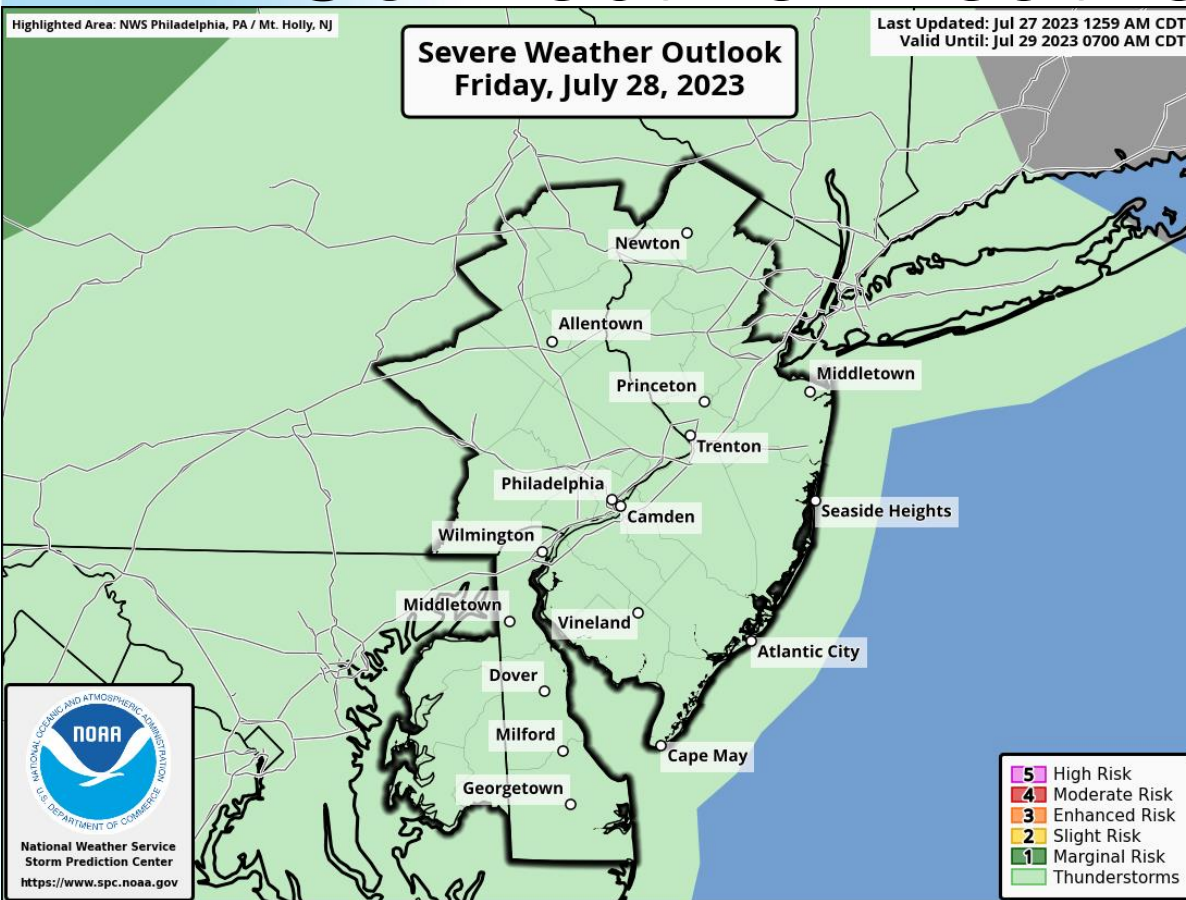 Highlighted Area: NWS Philadelphia, PA / Mt. Holly, NJ
Last Updated: Jul 27 2023 1259 AM CDT
Valid Until: Jul 29 2023 0700 AM CDT
Severe Weather Outlook
Friday, July 28, 2023
Newton
Allentown
Middletown
Princeton
Trenton
Philadelphia
Camden
Seaside Heights
Wilmington
Middletown
Vineland
Atlantic City
Dover
Milford
Cape May
Georgetown
NATIONAL OCEANIC AND ATMOSPHERIC ADMINISTRATION
NOAA
U.S. DEPARTMENT OF COMMERCE
National Weather Service
Storm Prediction Center
https://www.spc.noaa.gov
5 High Risk
4 Moderate Risk
3 Enhanced Risk
2 Slight Risk
1 Marginal Risk
Thunderstorms